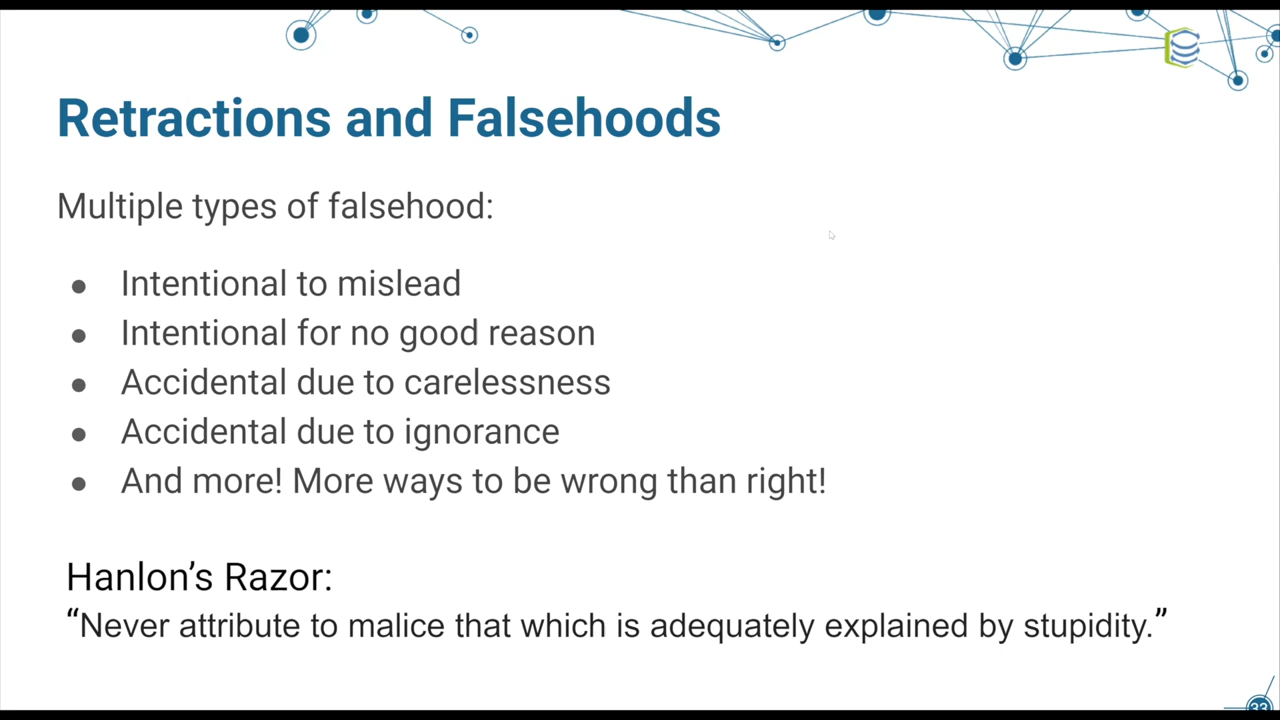 Retractions and Falsehoods
Multiple types of falsehood:
● Intentional to mislead
● Intentional for no good reason
● Accidental due to carelessness
● Accidental due to ignorance
● And more! More ways to be wrong than right!
Hanlon’s Razor:
“Never attribute to malice that which is adequately explained by stupidity.”
33